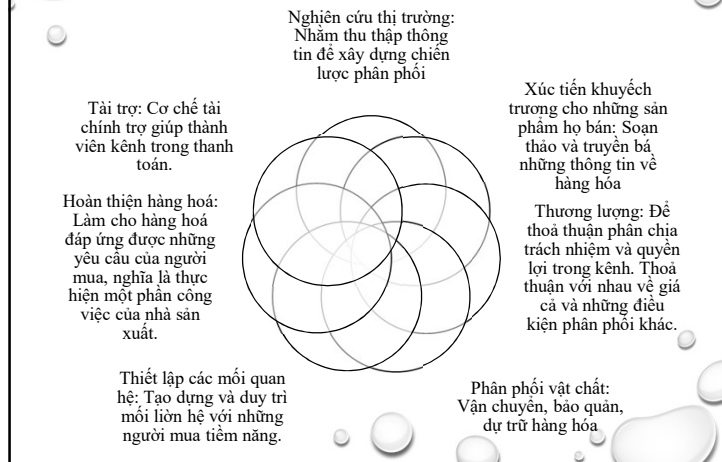 Nghiên cứu thị trường:
Nhằm thu thập thông
tin để xây dựng chiến
lược phân phối
Xúc tiến khuyếch
trương cho những sản
phẩm họ bán: Soạn
thảo và truyền bá
những thông tin về
hàng hóa
Thương lượng: Để
thoả thuận phân chia
trách nhiệm và quyền
lợi trong kênh. Thoả
thuận với nhau về giá
cả và những điều
kiện phân phối khác.
Phân phối vật chất:
Vận chuyển, bảo quản,
dự trữ hàng hóa
Thiết lập các mối quan
hệ: Tạo dựng và duy trì
mối liờn hệ với những
người mua tiềm năng.
Hoàn thiện hàng hoá:
Làm cho hàng hoá
đáp ứng được những
yêu cầu của người
mua, nghĩa là thực
hiện một phần công
việc của nhà sản
xuất.
Tài trợ: Cơ chế tài
chính trợ giúp thành
viên kênh trong thanh
toán.